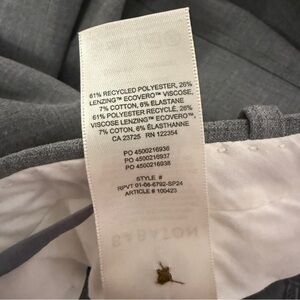 61% RECYCLED POLYESTER, 26%
LENZING™ ECOVERO™ VISCOSE,
7% COTTON, 6% ELASTANE
61% POLYESTER RECYCLÉ, 26%
VISCOSE LENZING™ ECOVERO™,
7% COTON, 6% ÉLASTHANNE
CA 23725 RN 122354
PO 4500216936
PO 4500216937
PO 4500216938
STYLE #
RPVT 01-06-6792-SP24
ARTICLE # 100423
BABATON